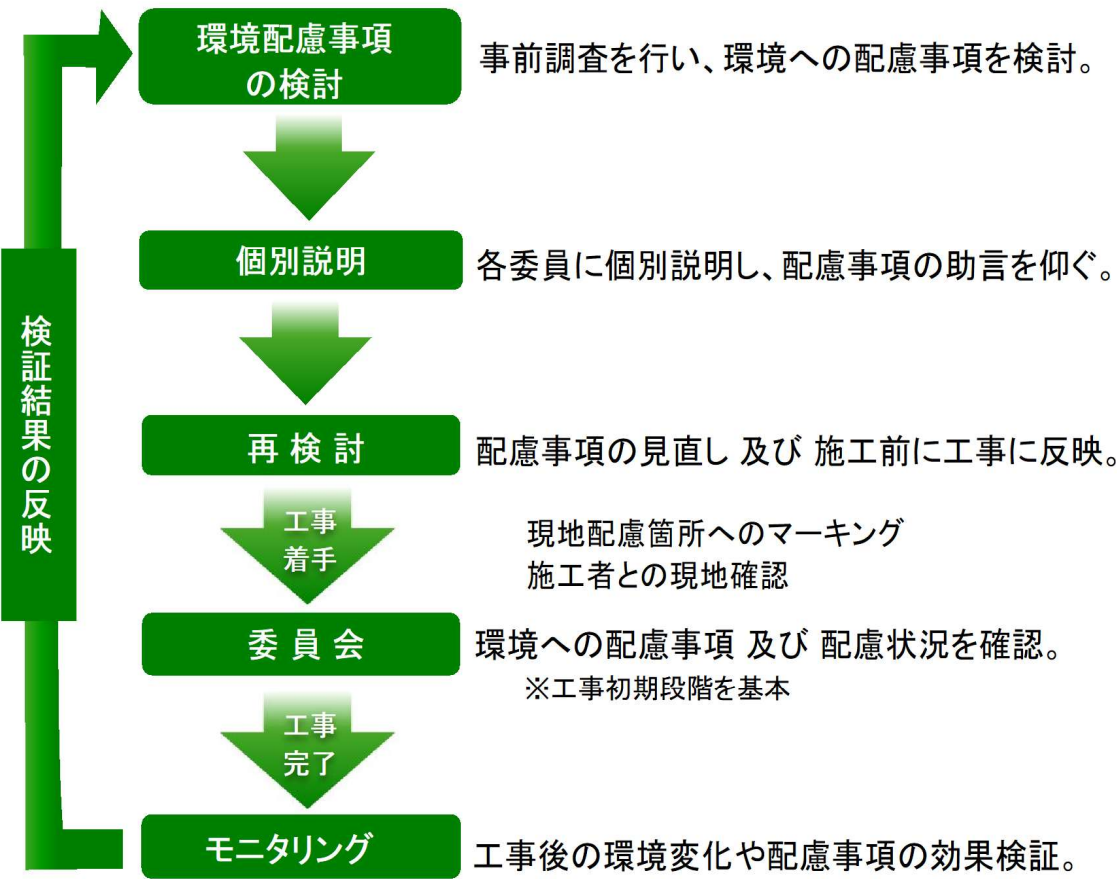 環境配慮事項
の検討
事前調査を行い、環境への配慮事項を検討。
個別説明
各委員に個別説明し、配慮事項の助言を仰ぐ。
検証結果の反映
再検討
配慮事項の見直し 及び 施工前に工事に反映。
工事
着手
現地配慮箇所へのマーキング
施工者との現地確認
委員会
環境への配慮事項 及び 配慮状況を確認。
※工事初期段階を基本
工事
完了
モニタリング
工事後の環境変化や配慮事項の効果検証。